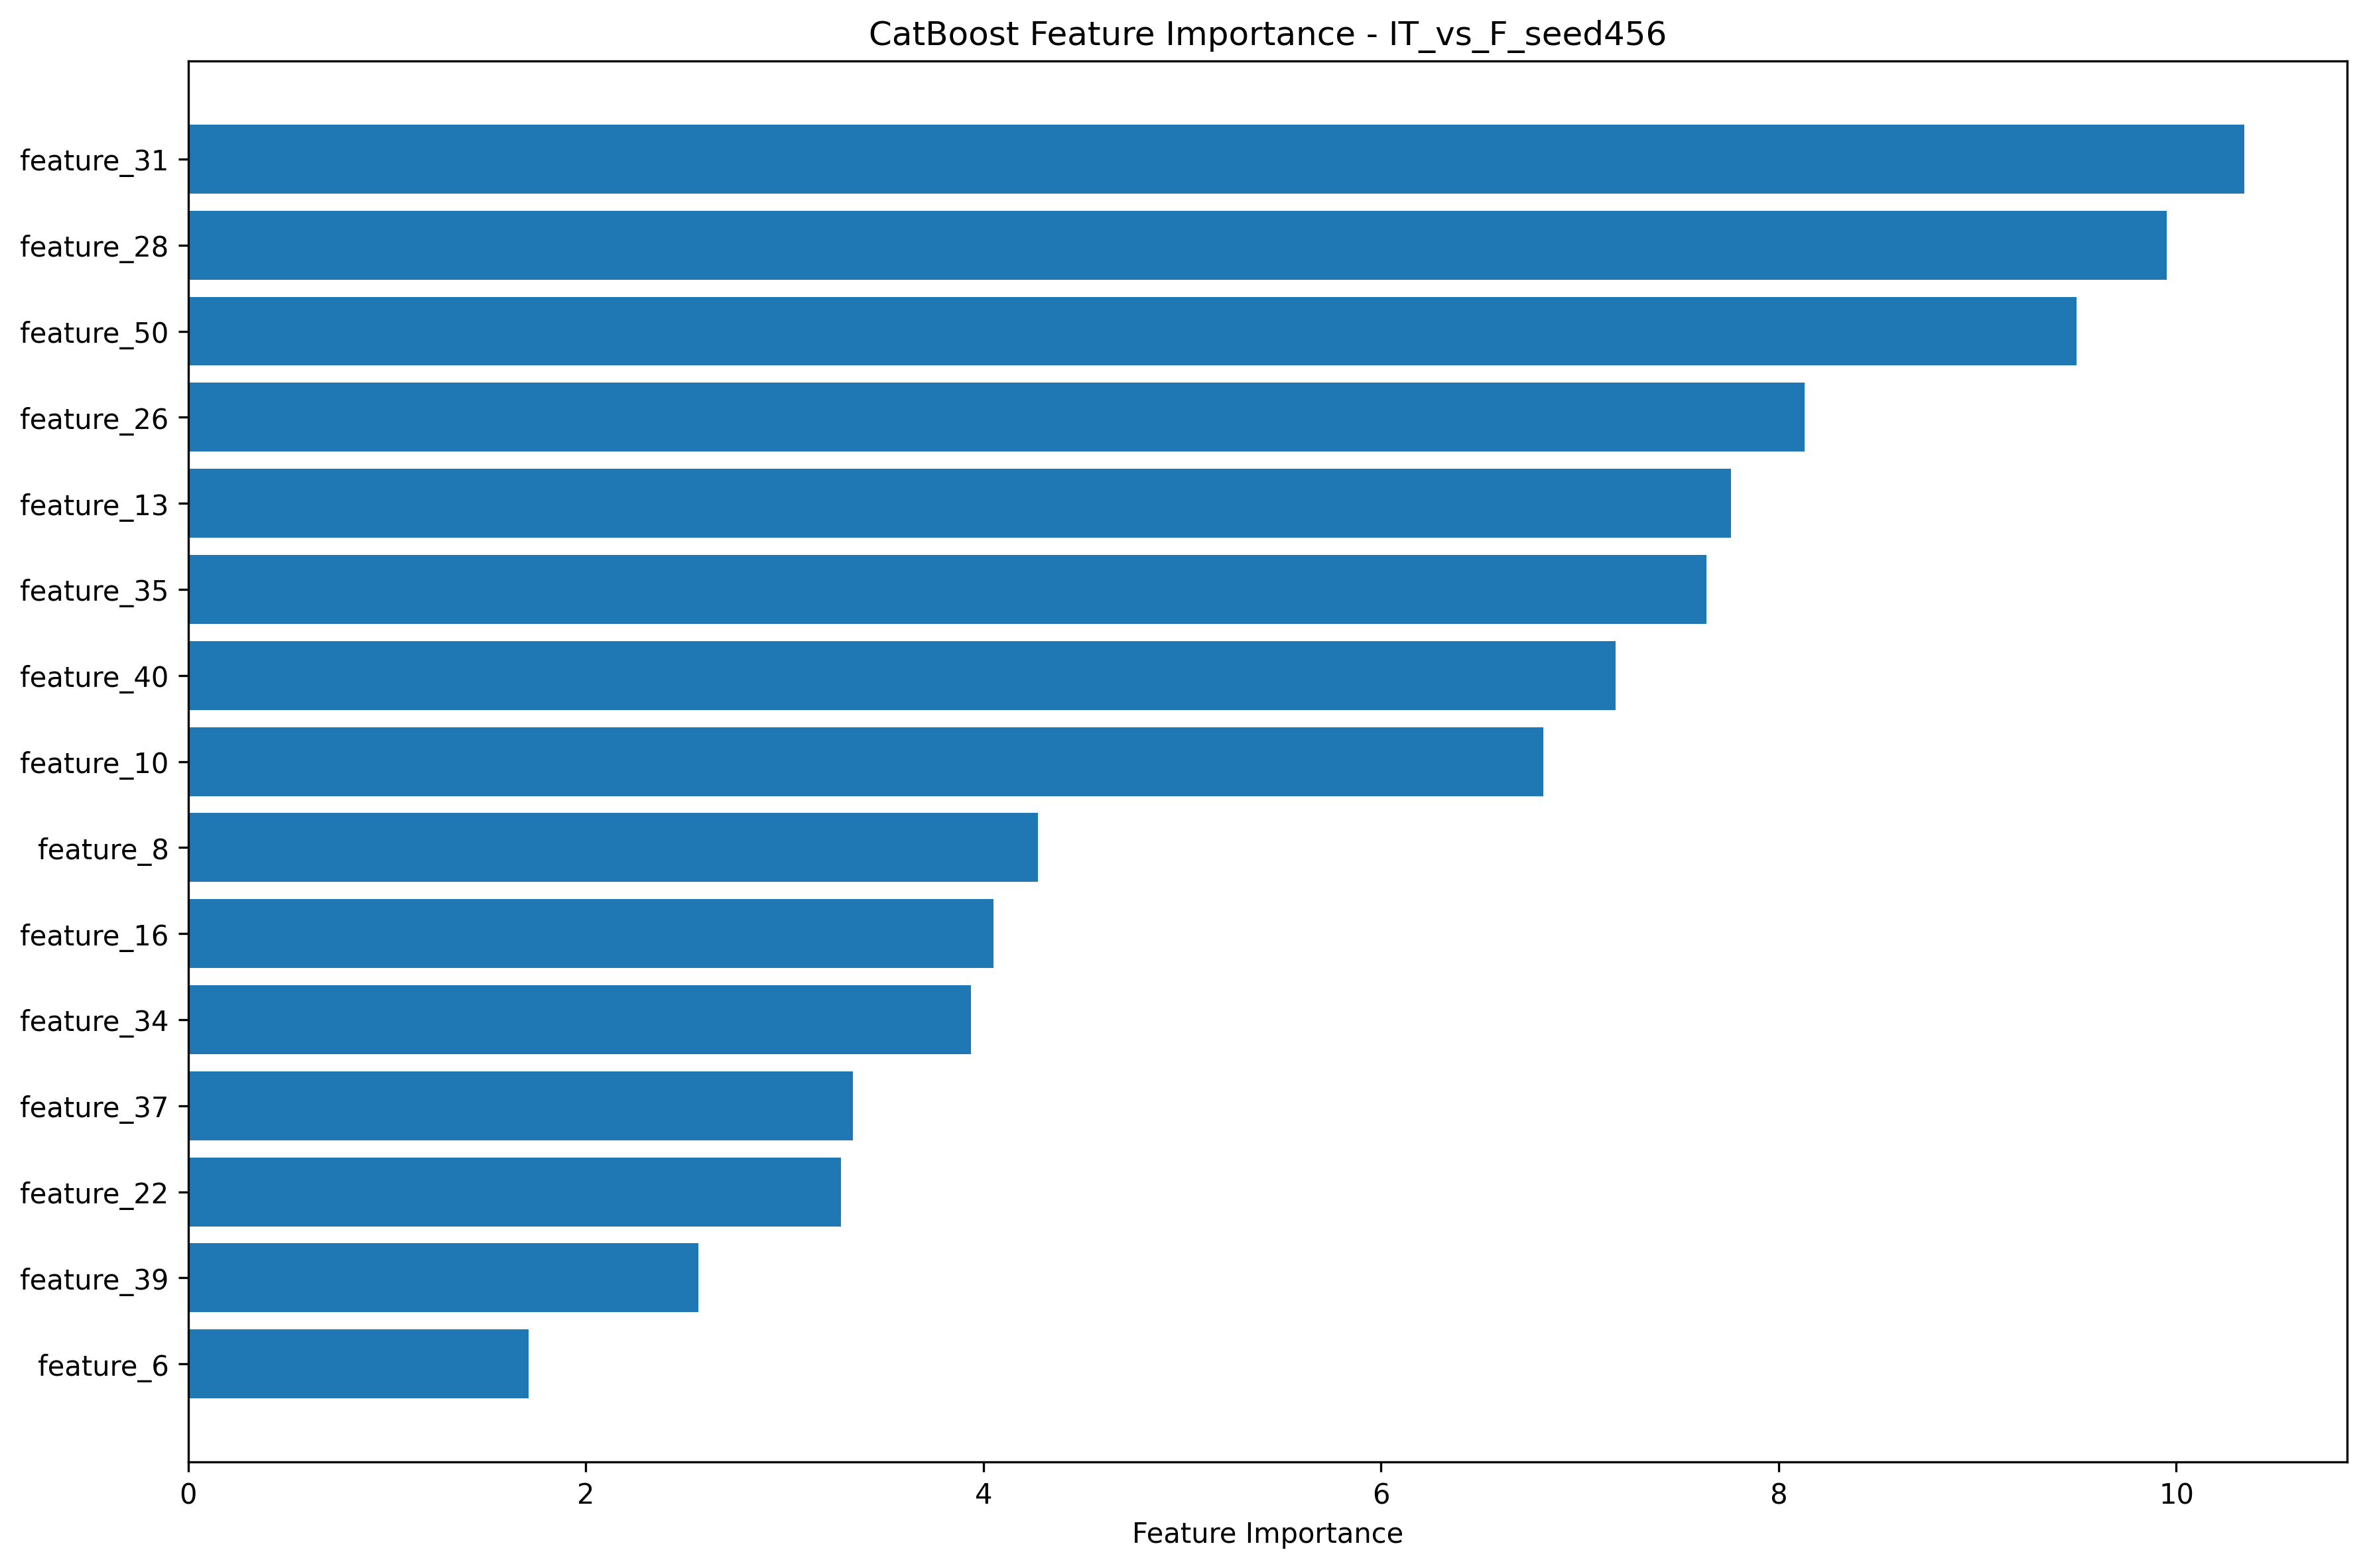 CatBoost Feature Importance - IT_vs_F_seed456
feature_31
feature_28
feature_50
feature_26
feature_13
feature_35
feature_40
feature_10
feature_8
feature_16
feature_34
feature_37
feature_22
feature_39
feature_6
0 2 4 6 8 10
Feature Importance